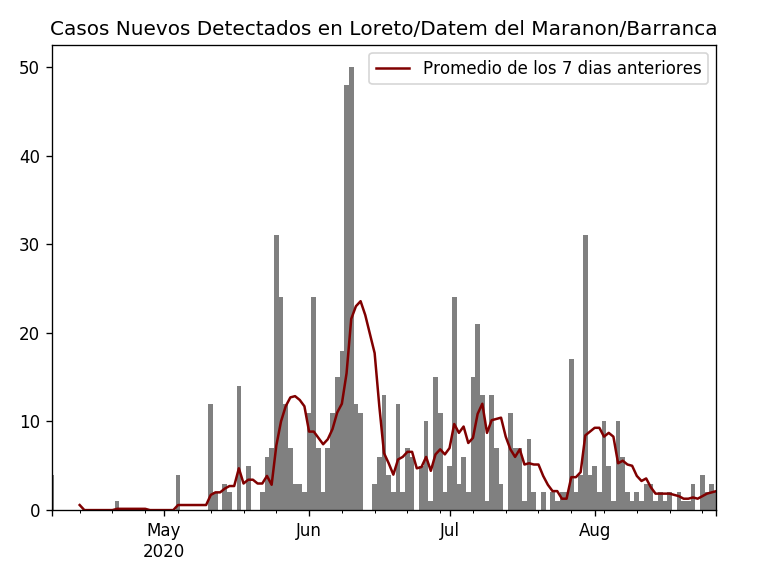 Casos Nuevos Detectados en Loreto/Datem del Maranon/Barranca
Promedio de los 7 dias anteriores
50
40
30
20
10
0
May
2020
Jun
Jul
Aug